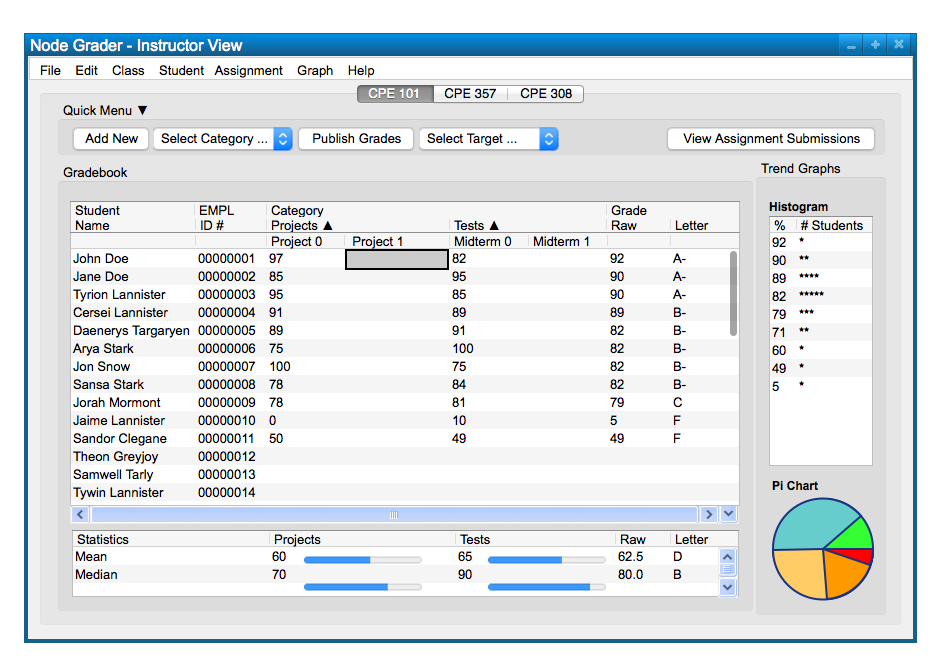 Node Grader - Instructor View
File Edit Class Student Assignment Graph Help
CPE 101 CPE 357 CPE 308
Quick Menu ▼
Add New Select Category ... Publish Grades Select Target ... View Assignment Submissions
Gradebook
Student EMPL Category Grade
Name ID # Projects ▲ Tests ▲ Raw Letter
Project 0 Project 1 Midterm 0 Midterm 1
John Doe 00000001 97 82 92 A-
Jane Doe 00000002 85 95 90 A-
Tyrion Lannister 00000003 95 85 90 A-
Cersei Lannister 00000004 91 89 89 B-
Daenerys Targaryen 00000005 89 91 82 B-
Arya Stark 00000006 75 100 82 B-
Jon Snow 00000007 100 75 82 B-
Sansa Stark 00000008 78 84 82 B-
Jorah Mormont 00000009 78 81 79 C
Jaime Lannister 00000010 0 10 5 F
Sandor Clegane 00000011 50 49 49 F
Theon Greyjoy 00000012
Samwell Tarly 00000013
Tywin Lannister 00000014
Statistics Projects Tests Raw Letter
Mean 60 65 62.5 D
Median 70 90 80.0 B
Trend Graphs
Histogram
% # Students
92 *
90 **
89 ****
82 *****
79 ***
71 **
60 *
49 *
5 *
Pi Chart